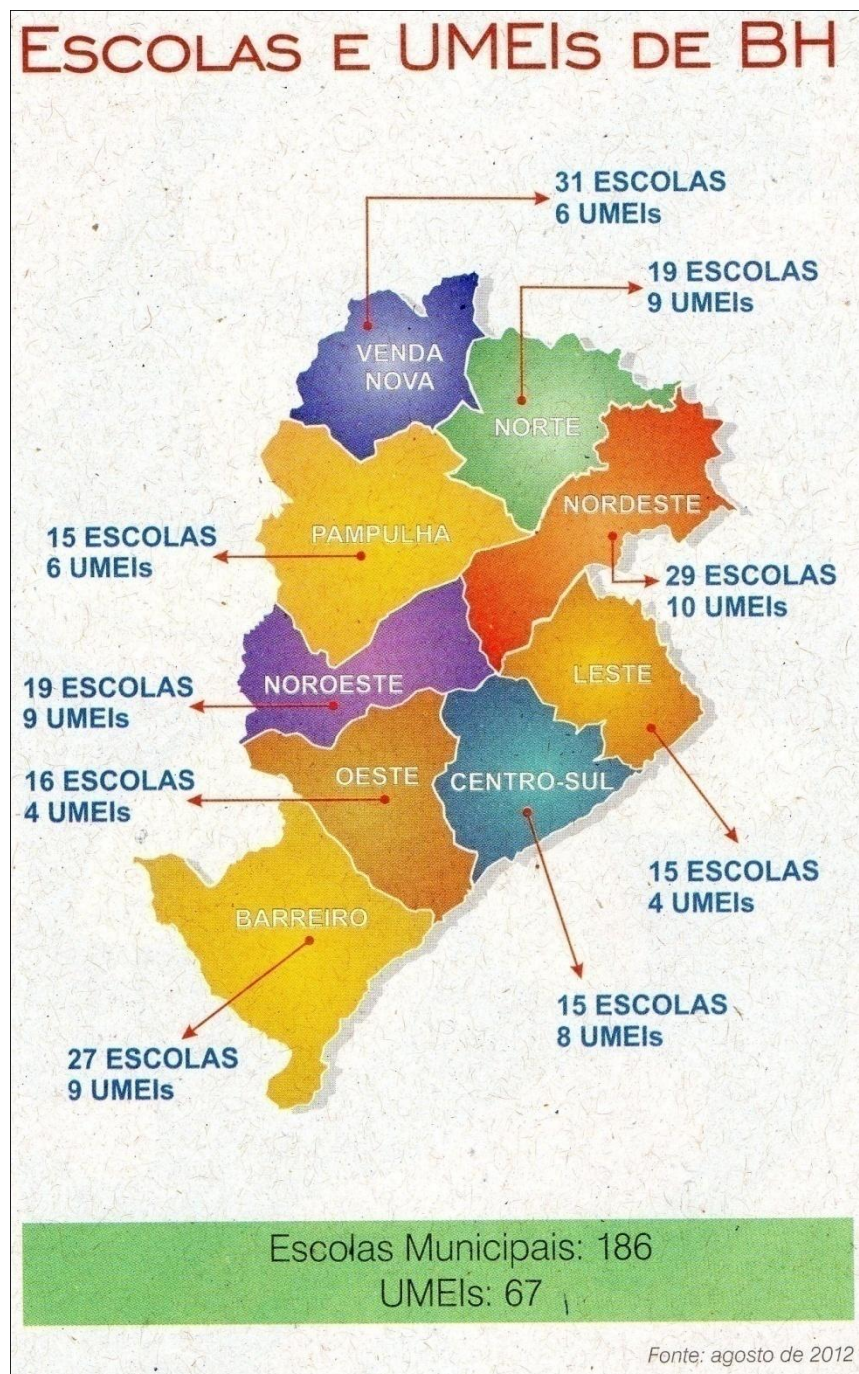 ESCOLAS E UMEIS DE BH
31 ESCOLAS
6 UMEIs
19 ESCOLAS
9 UMEIs
VENDA
NOVA
NORTE
NORDESTE
15 ESCOLAS
6 UMEIs
PAMPULHA
29 ESCOLAS
10 UMEIs
19 ESCOLAS
9 UMEIs
NOROESTE
LESTE
16 ESCOLAS
4 UMEIs
OESTE
CENTRO-SUL
15 ESCOLAS
4 UMEIs
BARREIRO
15 ESCOLAS
8 UMEIs
27 ESCOLAS
9 UMEIs
Escolas Municipais: 186
UMEIs: 67
Fonte: agosto de 2012